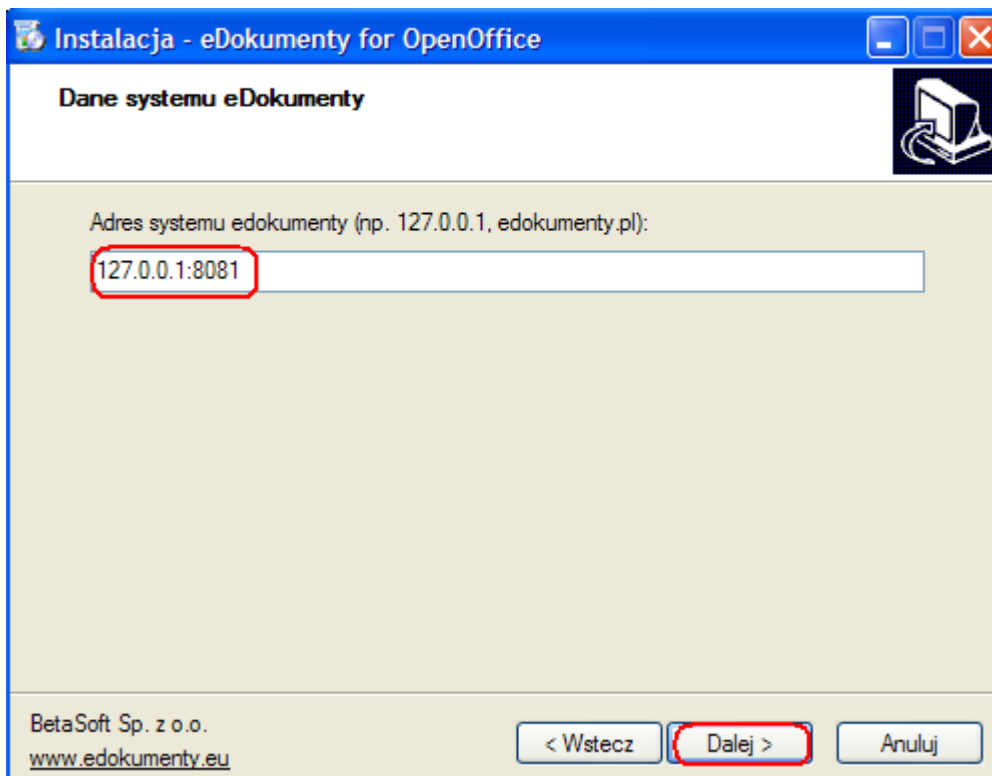 Instalacja - eDokumenty for OpenOffice
Dane systemu eDokumenty
Adres systemu edokumenty (np. 127.0.0.1, edokumenty.pl):
127.0.0.1:8081
BetaSoft Sp. z o.o.
www.edokumenty.eu
< Wstecz
Dalej >
Anuluj